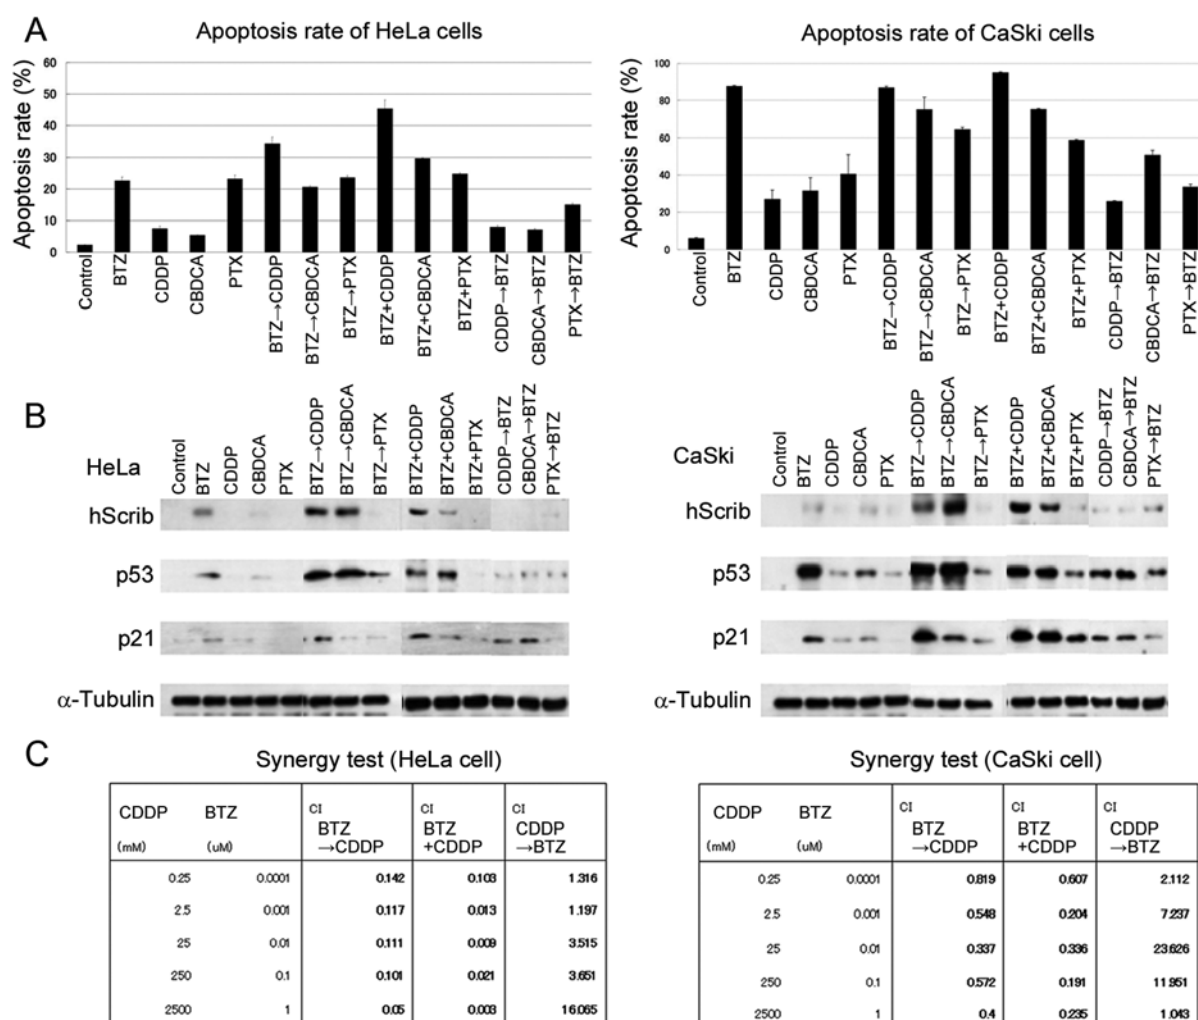 A
Apoptosis rate of HeLa cells
Apoptosis rate (%)
60
50
40
30
20
10
0
Control
BTZ
CDDP
CBDCA
PTX
BTZ→CDDP
BTZ→CBDCA
BTZ→PTX
BTZ+CDDP
BTZ+CBDCA
BTZ+PTX
CDDP→BTZ
CBDCA→BTZ
PTX→BTZ
Apoptosis rate of CaSki cells
Apoptosis rate (%)
100
80
60
40
20
0
Control
BTZ
CDDP
CBDCA
PTX
BTZ→CDDP
BTZ→CBDCA
BTZ→PTX
BTZ+CDDP
BTZ+CBDCA
BTZ+PTX
CDDP→BTZ
CBDCA→BTZ
PTX→BTZ
B
HeLa
Control
BTZ
CDDP
CBDCA
PTX
BTZ→CDDP
BTZ→CBDCA
BTZ→PTX
BTZ+CDDP
BTZ+CBDCA
BTZ+PTX
CDDP→BTZ
CBDCA→BTZ
PTX→BTZ
hScrib
p53
p21
α-Tubulin
CaSki
Control
BTZ
CDDP
CBDCA
PTX
BTZ→CDDP
BTZ→CBDCA
BTZ→PTX
BTZ+CDDP
BTZ+CBDCA
BTZ+PTX
CDDP→BTZ
CBDCA→BTZ
PTX→BTZ
hScrib
p53
p21
α-Tubulin
C
Synergy test (HeLa cell)
CI CI CI
CDDP BTZ BTZ BTZ CDDP
(mM) (uM) →CDDP +CDDP →BTZ
0.25 0.0001 0.142 0.103 1.316
2.5 0.001 0.117 0.013 1.197
25 0.01 0.111 0.009 3.515
250 0.1 0.101 0.021 3.651
2500 1 0.05 0.003 16.065
Synergy test (CaSki cell)
CI CI CI
CDDP BTZ BTZ BTZ CDDP
(mM) (uM) →CDDP +CDDP →BTZ
0.25 0.0001 0.819 0.607 2.112
2.5 0.001 0.548 0.204 7.237
25 0.01 0.337 0.336 23.626
250 0.1 0.572 0.191 11.951
2500 1 0.4 0.235 1.043